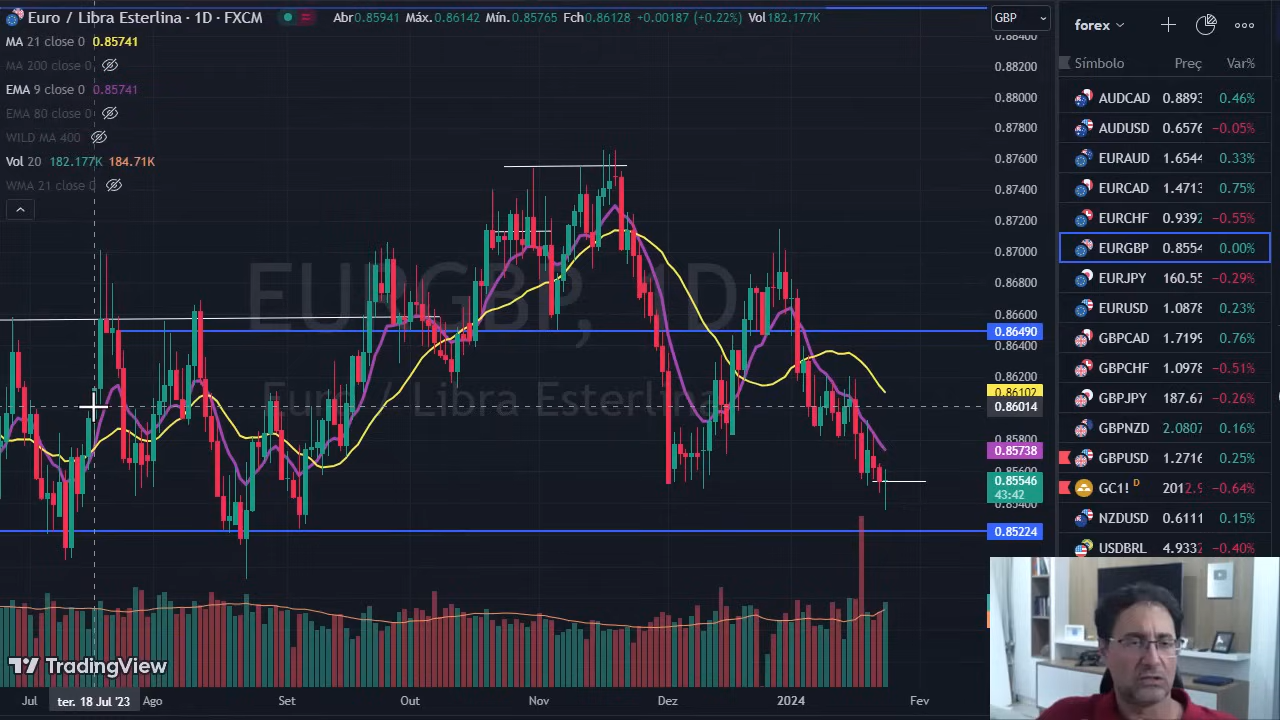 Euro / Libra Esterlina · 1D · FXCM Abr0.85941 Máx.0.86142 Mín.0.85765 Fch0.86128 +0.00187 (+0.22%) Vol182.177K
MA 21 close 0 0.85741
MA 200 close 0
EMA 9 close 0 0.85741
EMA 80 close 0
WILD MA 400
Vol 20 182.177K 184.71K
WMA 21 close 0
EURGBP, 1D
Euro / Libra Esterlina
GBP
0.88400
0.88200
0.88000
0.87800
0.87600
0.87400
0.87200
0.87000
0.86800
0.86600
0.86490
0.86400
0.86200
0.86102
0.86014
0.85800
0.85738
0.85600
0.85546
43:42
0.85400
0.85224
TradingView
Jul
ter. 18 Jul '23
Ago
Set
Out
Nov
Dez
2024
Fev
forex
Símbolo Preç Var%
AUDCAD 0.8893 0.46%
AUDUSD 0.6576 −0.05%
EURAUD 1.6544 0.33%
EURCAD 1.4713 0.75%
EURCHF 0.9392 −0.55%
EURGBP 0.8554 0.00%
EURJPY 160.55 −0.29%
EURUSD 1.0878 0.23%
GBPCAD 1.7199 0.76%
GBPCHF 1.0978 −0.51%
GBPJPY 187.67 −0.26%
GBPNZD 2.0807 0.16%
GBPUSD 1.2716 0.25%
GC1! D 2012.9 −0.64%
NZDUSD 0.6111 0.15%
USDBRL 4.9332 −0.40%